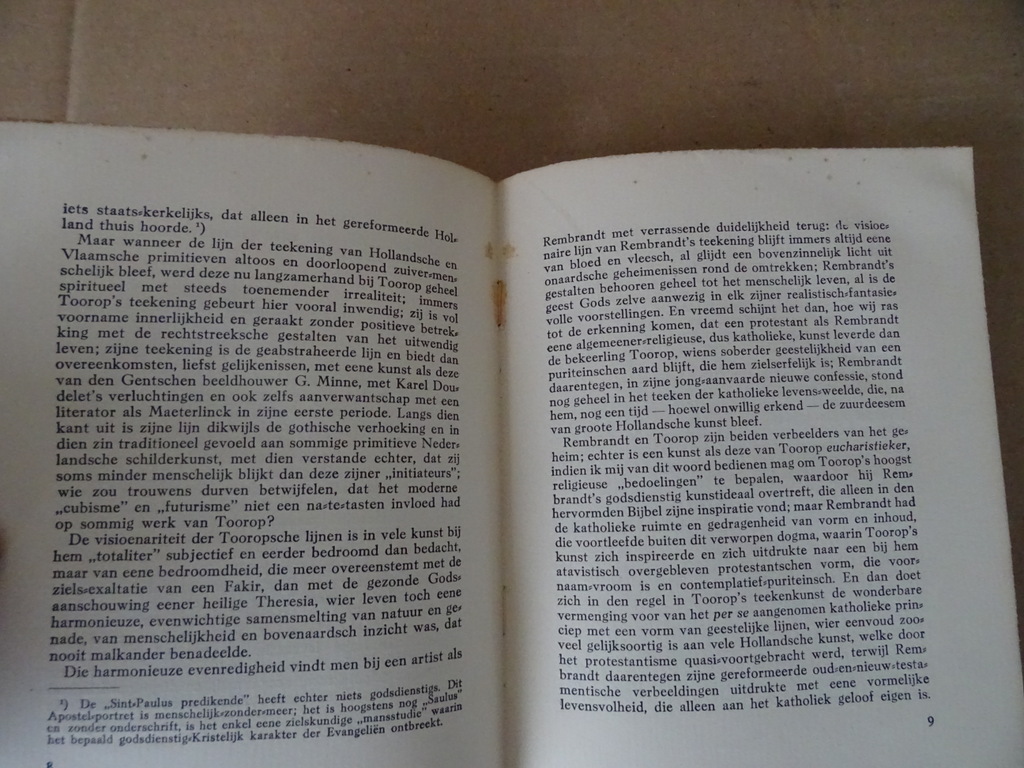 iets staats-kerkelijks, dat alleen in het gereformeerde Hol-
land thuis hoorde. ¹)
Maar wanneer de lijn der teekening van Hollandsche en
Vlaamsche primitieven altoos en doorloopend zuiver-men-
schelijk bleef, werd deze nu langzamerhand bij Toorop geheel
spiritueel met steeds toenemender irrealiteit; immers
Toorop's teekening gebeurt hier vooral inwendig; zij is vol
voorname innerlijkheid en geraakt zonder positieve betrek-
king met de rechtstreeksche gestalten van het uitwendig
leven; zijne teekening is de geabstraheerde lijn en biedt dan
overeenkomsten, liefst gelijkenissen, met eene kunst als deze
van den Gentschen beeldhouwer G. Minne, met Karel Dou-
delet's verluchtingen en ook zelfs aanverwantschap met een
literator als Maeterlinck in zijne eerste periode. Langs dien
kant uit is zijne lijn dikwijls de gothische verhoeking en in
dien zin traditioneel gevoeld aan sommige primitieve Neder-
landsche schilderkunst, met dien verstande echter, dat zij
soms minder menschelijk blijkt dan deze zijner „initiateurs";
wie zou trouwens durven betwijfelen, dat het moderne
„cubisme" en „futurisme" niet een na-te-tasten invloed had
op sommig werk van Toorop?
De visioenariteit der Tooropsche lijnen is in vele kunst bij
hem „totaliter" subjectief en eerder bedroomd dan bedacht,
maar van eene bedroomdheid, die meer overeenstemt met de
ziels-exaltatie van een Fakir, dan met de gezonde Gods-
aanschouwing eener heilige Theresia, wier leven toch eene
harmonieuze, evenwichtige samensmelting van natuur en ge-
nade, van menschelijkheid en bovenaardsch inzicht was, dat
nooit malkander benadeelde.
Die harmonieuze evenredigheid vindt men bij een artist als
¹) De „Sint-Paulus predikende" heeft echter niets godsdienstigs. Dit
Apostel-portret is menschelijk-zonder-meer; het is hoogstens nog „Saulus"
en zonder onderschrift, is het enkel eene zielskundige „mansstudie" waarin
het bepaald godsdienstig-Kristelijk karakter der Evangeliën ontbreekt.
8
Rembrandt met verrassende duidelijkheid terug: de visioe-
naire lijn van Rembrandt's teekening blijft immers altijd eene
van bloed en vleesch, al glijdt een bovenzinnelijk licht uit
onaardsche geheimenissen rond de omtrekken; Rembrandt's
gestalten behooren geheel tot het menschelijk leven, al is de
geest Gods zelve aanwezig in elk zijner realistisch-fantasie-
volle voorstellingen. En vreemd schijnt het dan, hoe wij ras
tot de erkenning komen, dat een protestant als Rembrandt
eene algemeener-religieuse, dus katholieke, kunst leverde dan
de bekeerling Toorop, wiens soberder geestelijkheid van een
puriteinschen aard blijft, die hem zielserfelijk is; Rembrandt
daarentegen, in zijne jong-aanvaarde nieuwe confessie, stond
nog geheel in het teeken der katholieke levens-weelde, die, na
hem, nog een tijd — hoewel onwillig erkend — de zuurdeesem
van groote Hollandsche kunst bleef.
Rembrandt en Toorop zijn beiden verbeelders van het ge-
heim; echter is een kunst als deze van Toorop eucharistieker,
indien ik mij van dit woord bedienen mag om Toorop's hoogst
religieuse „bedoelingen" te bepalen, waardoor hij Rem-
brandt's godsdienstig kunstideaal overtreft, die alleen in den
hervormden Bijbel zijne inspiratie vond; maar Rembrandt had
de katholieke ruimte en gedragenheid van vorm en inhoud,
die voortleefde buiten dit verworpen dogma, waarin Toorop's
kunst zich inspireerde en zich uitdrukte naar een bij hem
atavistisch overgebleven protestantschen vorm, die voor-
naam-vroom is en contemplatief-puriteinsch. En dan doet
zich in den regel in Toorop's teekenkunst de wonderbare
vermenging voor van het per se aangenomen katholieke prin-
ciep met een vorm van geestelijke lijnen, wier eenvoud zoo-
veel gelijksoortig is aan vele Hollandsche kunst, welke door
het protestantisme quasi-voortgebracht werd, terwijl Rem-
brandt daarentegen zijne gereformeerde oud-en-nieuw-testa-
mentische verbeeldingen uitdrukte met eene vormelijke
levensvolheid, die alleen aan het katholiek geloof eigen is.
9